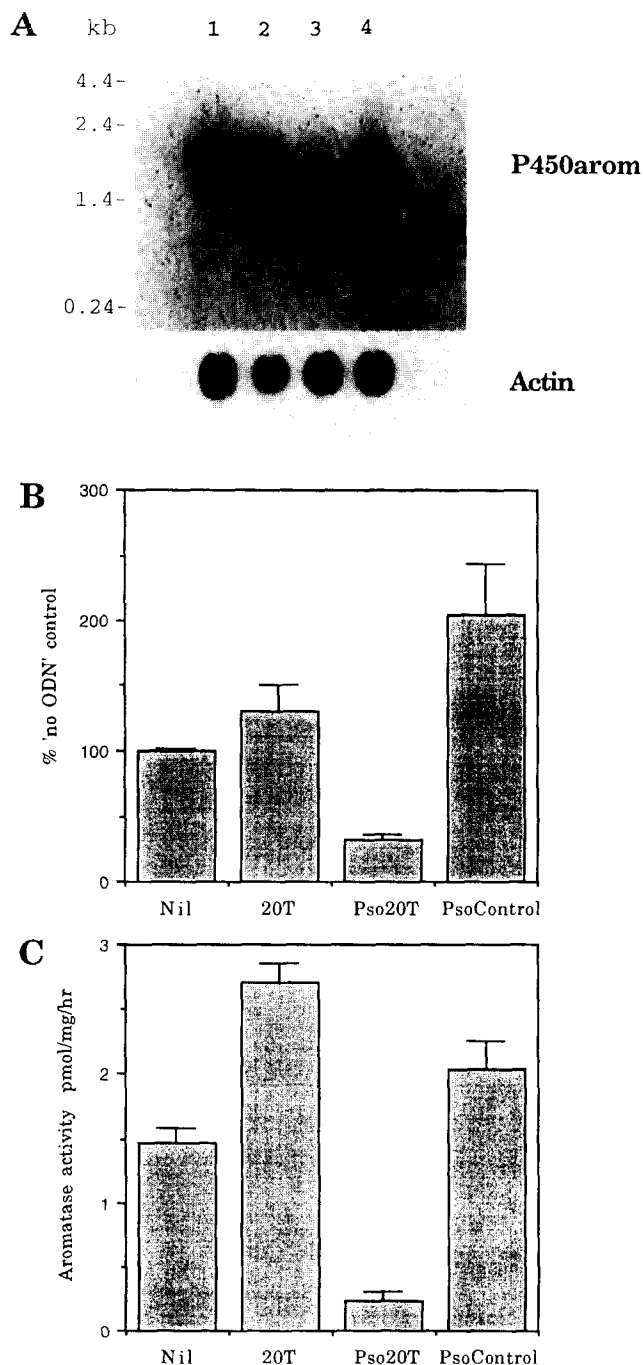 A kb 1 2 3 4
4.4-
2.4-
P450arom
1.4-
0.24-
Actin
B
300
200
100
0
% 'no ODN' control
Nil 20T Pso20T PsoControl
C
3
2
1
0
Aromatase activity pmol/mg/hr
Nil 20T Pso20T PsoControl